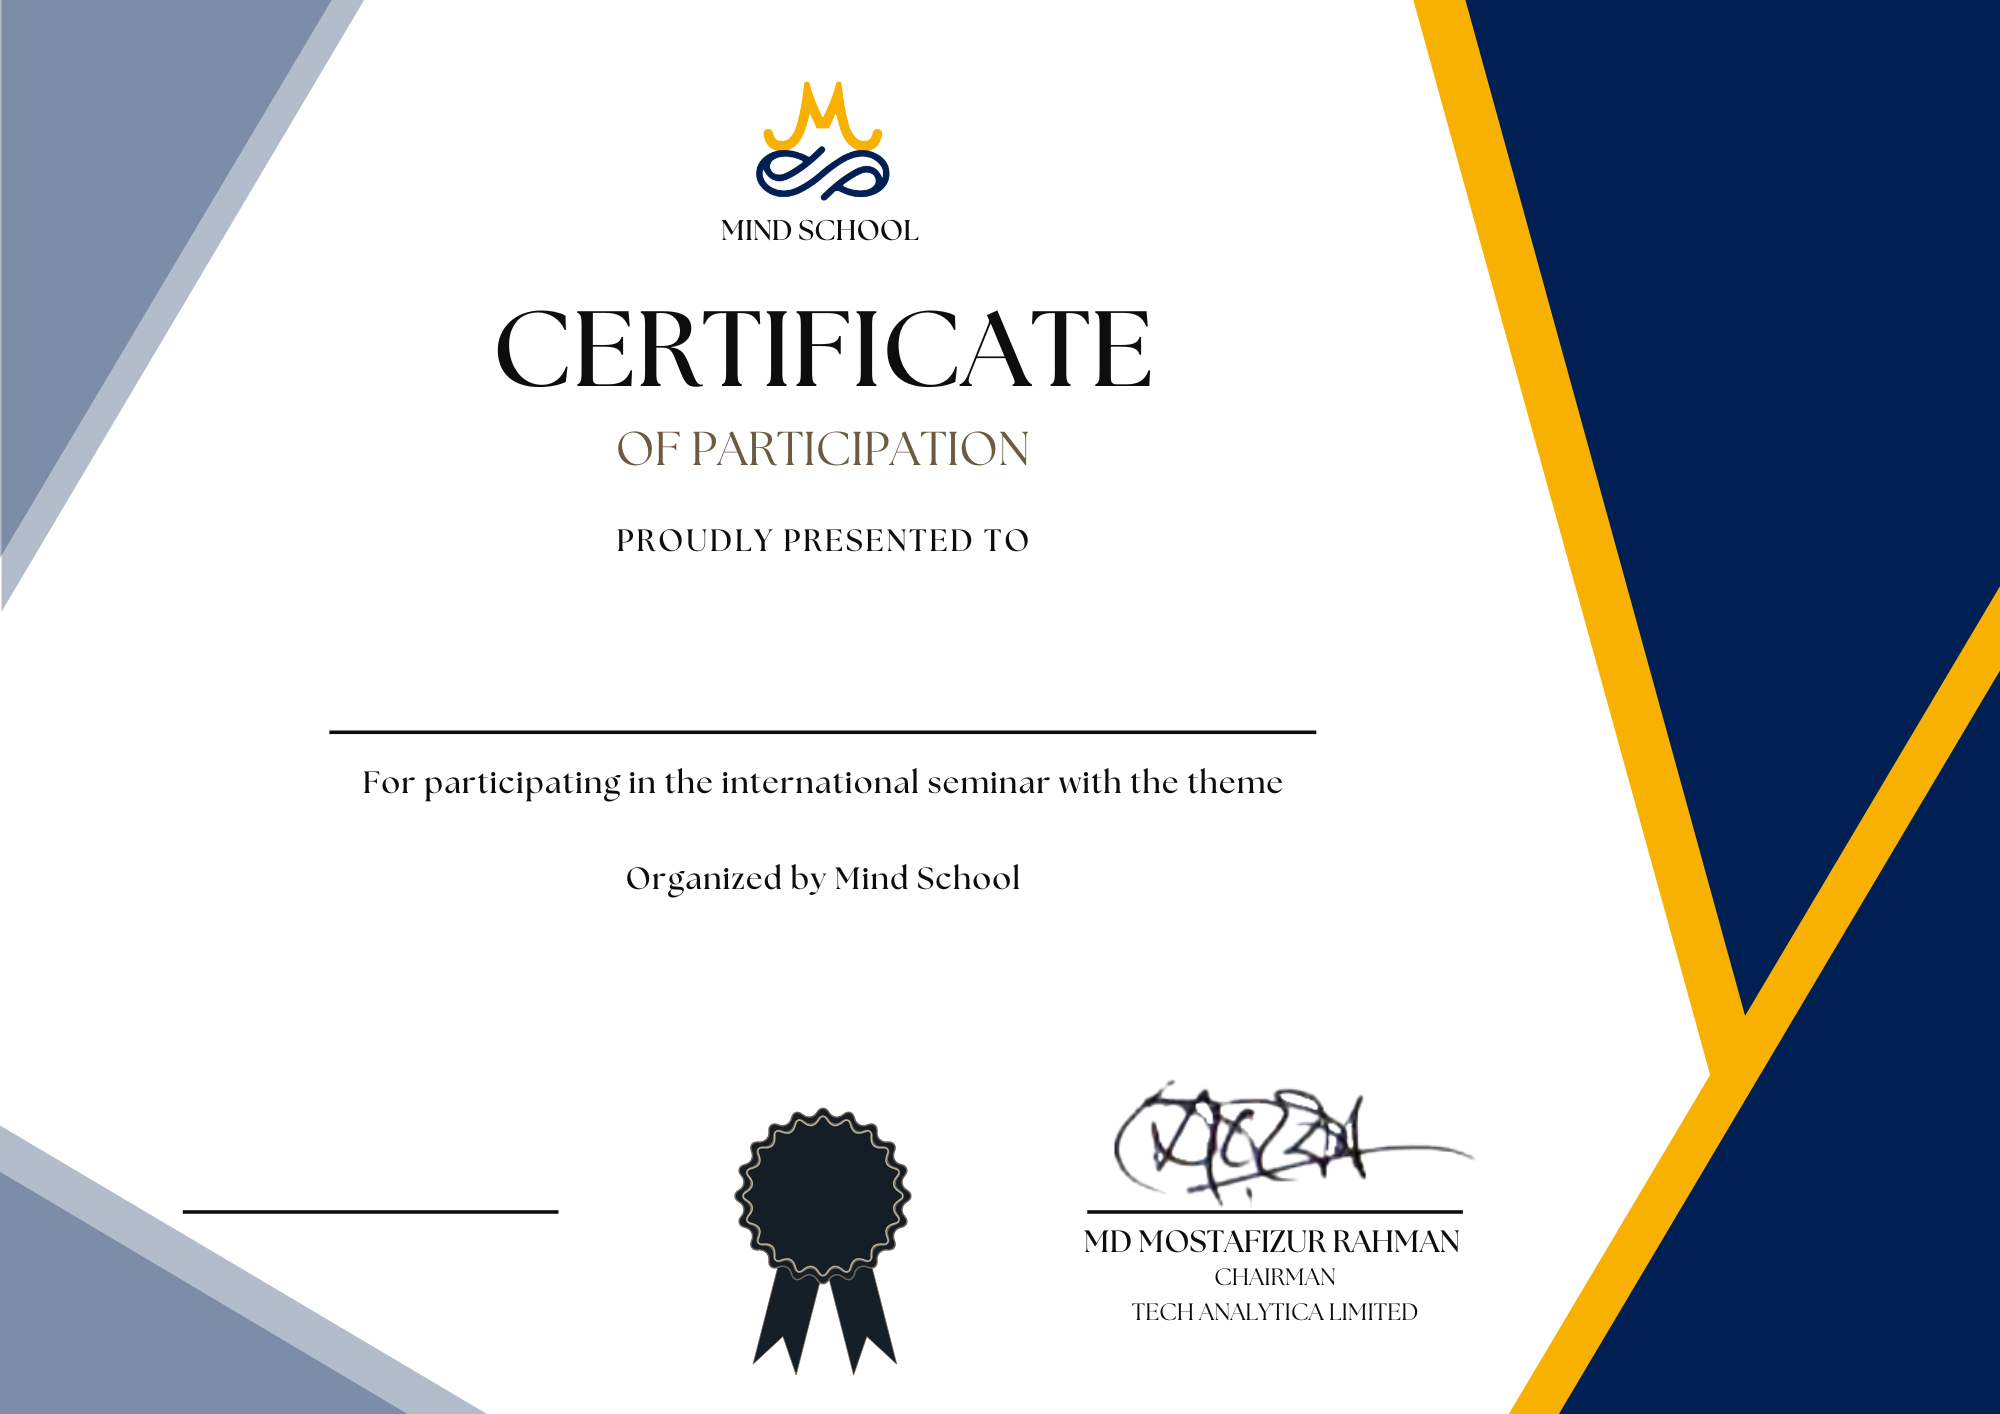 MIND SCHOOL
CERTIFICATE
OF PARTICIPATION
PROUDLY PRESENTED TO
For participating in the international seminar with the theme
Organized by Mind School
MD MOSTAFIZUR RAHMAN
CHAIRMAN
TECH ANALYTICA LIMITED